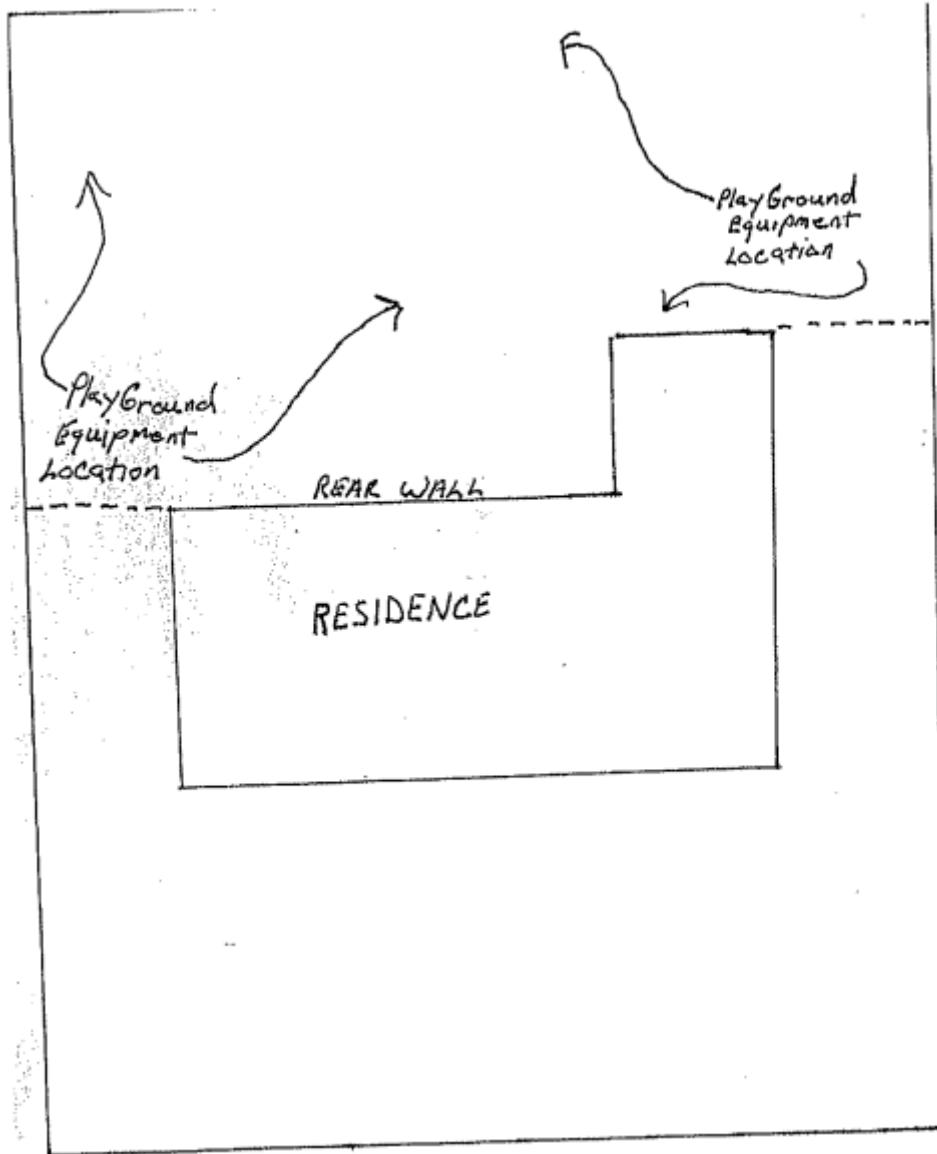 PlayGround
Equipment
Location
PlayGround
Equipment
Location
REAR WALL
RESIDENCE